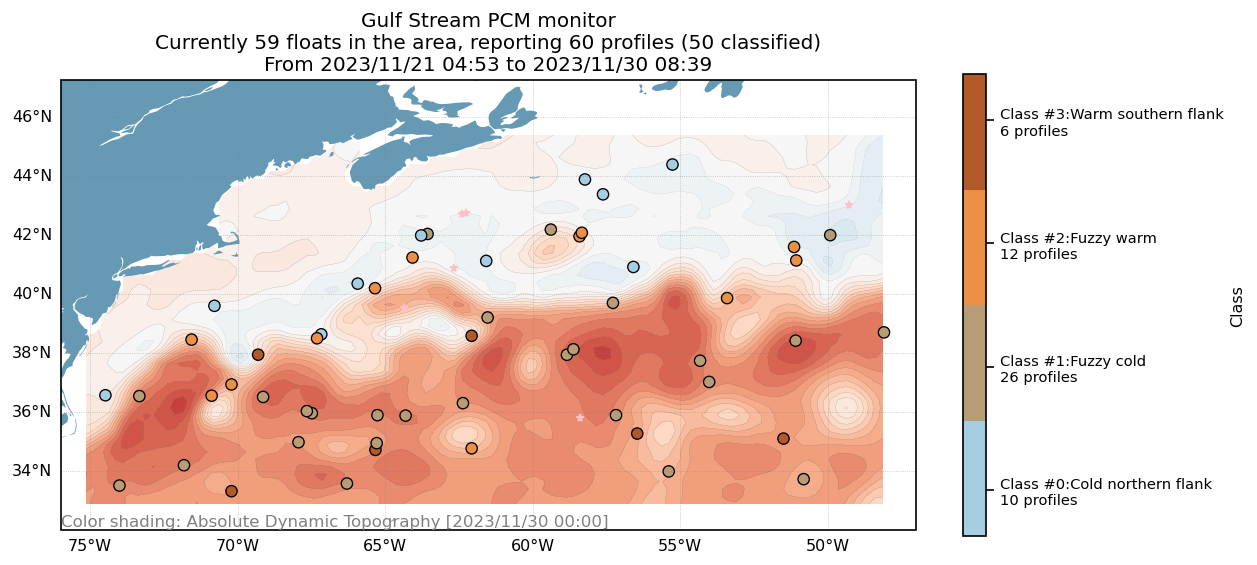 Gulf Stream PCM monitor
Currently 59 floats in the area, reporting 60 profiles (50 classified)
From 2023/11/21 04:53 to 2023/11/30 08:39
46°N
44°N
42°N
40°N
38°N
36°N
34°N
Color shading: Absolute Dynamic Topography [2023/11/30 00:00]
75°W
70°W
65°W
60°W
55°W
50°W
Class #3:Warm southern flank
6 profiles
Class #2:Fuzzy warm
12 profiles
Class #1:Fuzzy cold
26 profiles
Class #0:Cold northern flank
10 profiles
Class